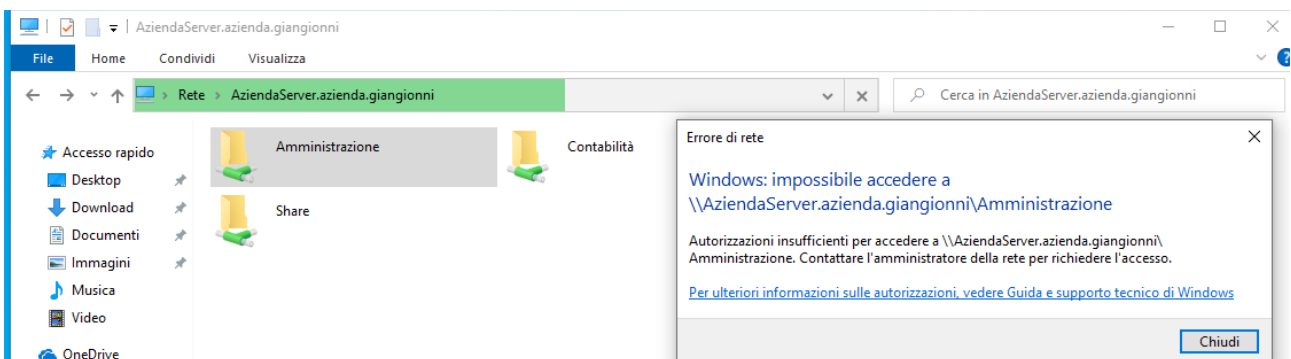 AziendaServer.azienda.giangionni
File Home Condividi Visualizza
Rete > AziendaServer.azienda.giangionni
Cerca in AziendaServer.azienda.giangionni
Accesso rapido
Desktop
Download
Documenti
Immagini
Musica
Video
OneDrive
Amministrazione
Contabilità
Share
Errore di rete
Windows: impossibile accedere a
\\AziendaServer.azienda.giangionni\Amministrazione
Autorizzazioni insufficienti per accedere a \\AziendaServer.azienda.giangionni\
Amministrazione. Contattare l'amministratore della rete per richiedere l'accesso.
Per ulteriori informazioni sulle autorizzazioni, vedere Guida e supporto tecnico di Windows
Chiudi